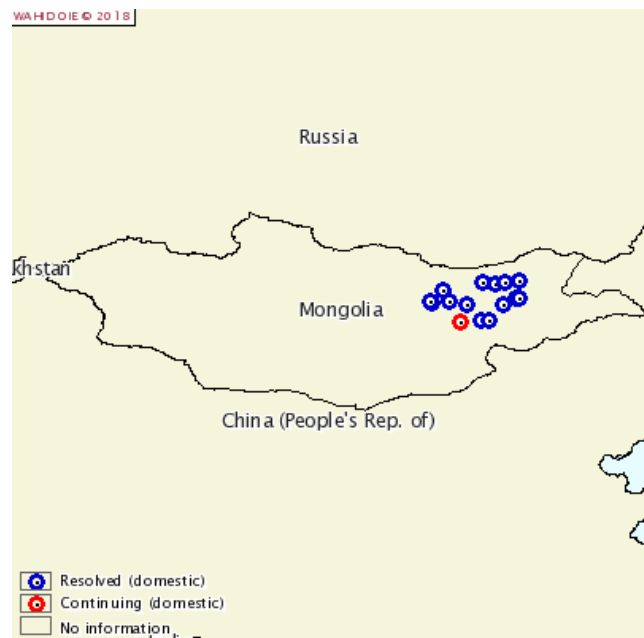 WAHIDOIE © 2018
Russia
khstan
Mongolia
China (People's Rep. of)
Resolved (domestic)
Continuing (domestic)
No information